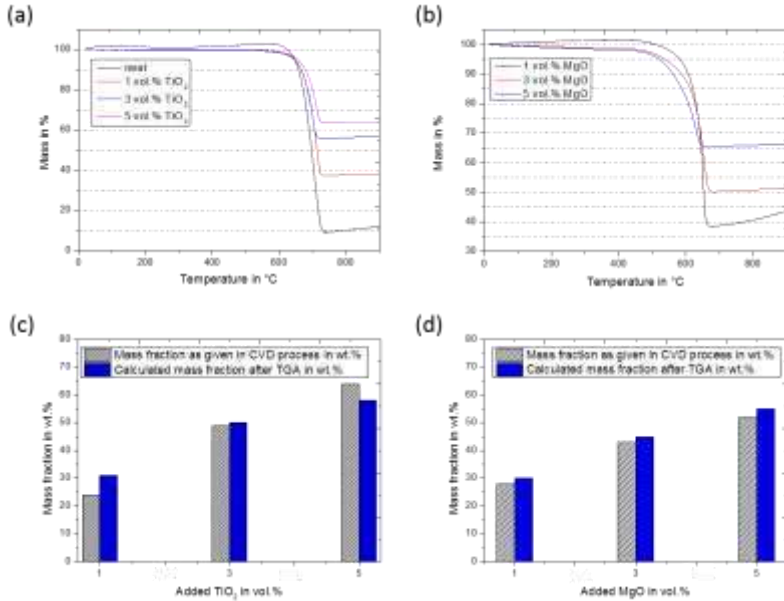 (a)
100
80
60
40
20
0
Mass in %
neat
1 vol.% TiO2
3 vol.% TiO2
5 vol.% TiO2
0 200 400 600 800
Temperature in °C
(b)
100
90
80
70
60
50
40
30
Mass in %
1 vol.% MgO
3 vol.% MgO
5 vol.% MgO
0 200 400 600 800
Temperature in °C
(c)
80
70
60
50
40
30
20
10
0
Mass fraction in wt.%
Mass fraction as given in CVD process in wt.%
Calculated mass fraction after TGA in wt.%
1 3 5
Added TiO2 in vol.%
(d)
80
70
60
50
40
30
20
10
0
Mass fraction in wt.%
Mass fraction as given in CVD process in wt.%
Calculated mass fraction after TGA in wt.%
1 3 5
Added MgO in vol.%